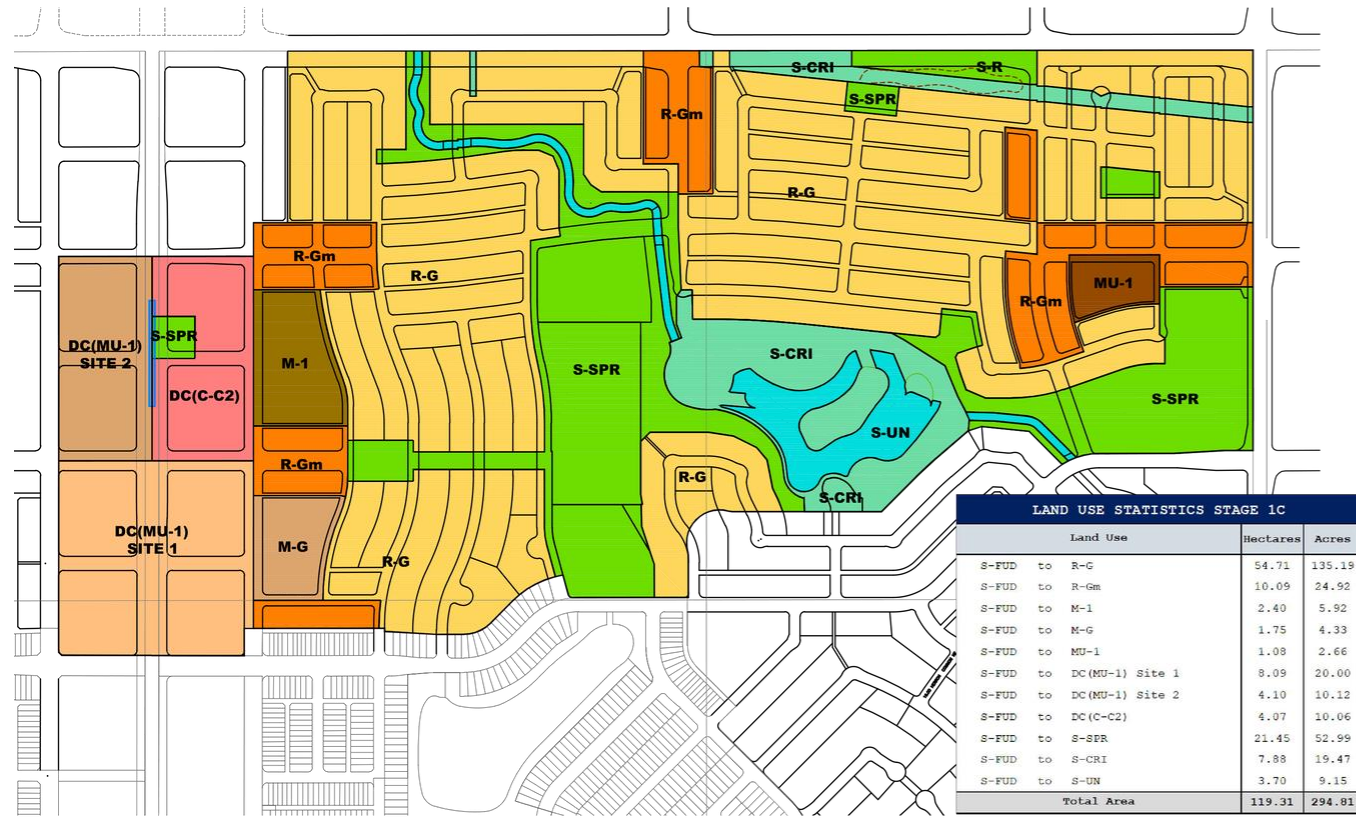 S-CRI
S-R
S-SPR
R-Gm
R-G
R-Gm
R-G
MU-1
R-Gm
S-SPR
DC(MU-1)
SITE 2
M-1
S-CRI
S-SPR
DC(C-C2)
S-SPR
S-UN
R-Gm
R-G
S-CRI
DC(MU-1)
SITE 1
M-G
R-G
LAND USE STATISTICS STAGE 1C
Land Use Hectares Acres
S-FUD to R-G 54.71 135.19
S-FUD to R-Gm 10.09 24.92
S-FUD to M-1 2.40 5.92
S-FUD to M-G 1.75 4.33
S-FUD to MU-1 1.08 2.66
S-FUD to DC(MU-1) Site 1 8.09 20.00
S-FUD to DC(MU-1) Site 2 4.10 10.12
S-FUD to DC(C-C2) 4.07 10.06
S-FUD to S-SPR 21.45 52.99
S-FUD to S-CRI 7.88 19.47
S-FUD to S-UN 3.70 9.15
Total Area 119.31 294.81